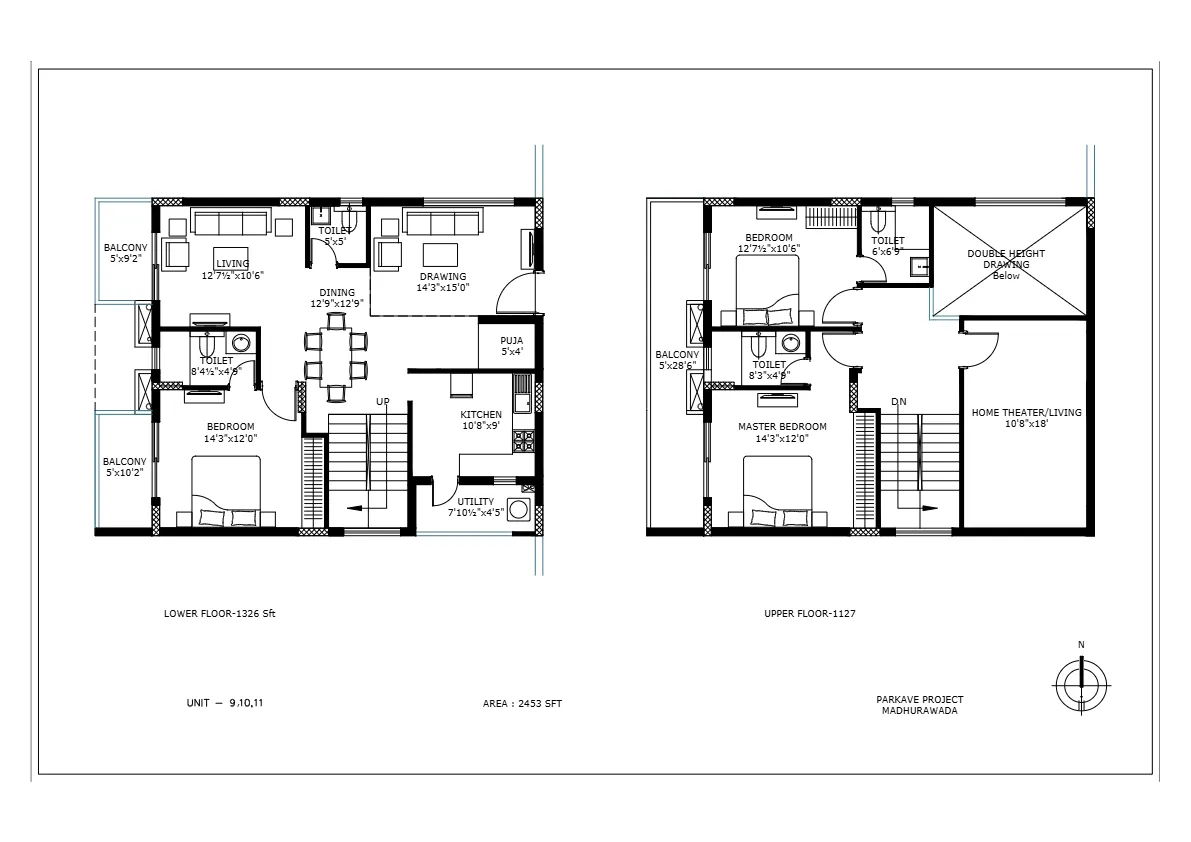 BALCONY
5'x9'2"
LIVING
12'7½"x10'6"
TOILET
5'x5'
DRAWING
14'3"x15'0"
DINING
12'9"x12'9"
PUJA
5'x4'
TOILET
8'4½"x4'9"
UP
KITCHEN
10'8"x9'
BEDROOM
14'3"x12'0"
BALCONY
5'x10'2"
UTILITY
7'10½"x4'5"
BEDROOM
12'7½"x10'6"
TOILET
6'x6'9"
DOUBLE HEIGHT
DRAWING
Below
BALCONY
5'x28'6"
TOILET
8'3"x4'9"
DN
MASTER BEDROOM
14'3"x12'0"
HOME THEATER/LIVING
10'8"x18'
LOWER FLOOR-1326 Sft
UPPER FLOOR-1127
N
UNIT – 9,10,11
AREA : 2453 SFT
PARKAVE PROJECT
MADHURAWADA